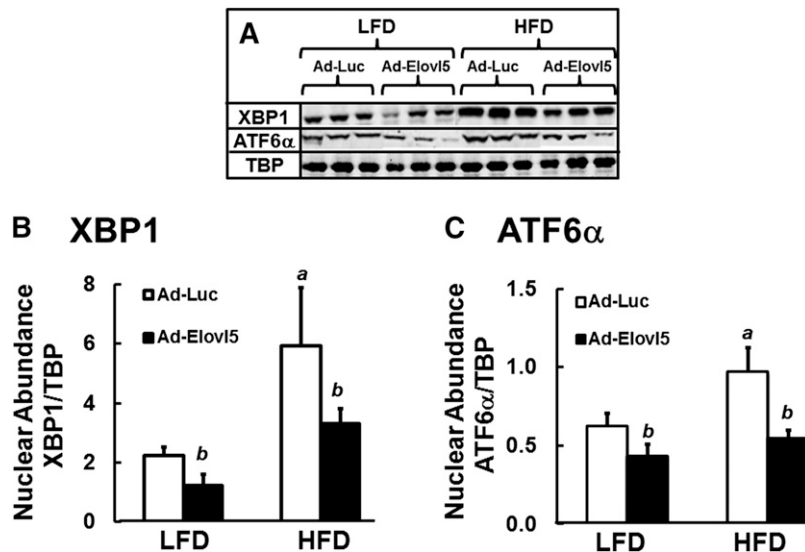 A
LFD HFD
Ad-Luc Ad-Elovl5 Ad-Luc Ad-Elovl5
XBP1
ATF6α
TBP
B XBP1
Nuclear Abundance
XBP1/TBP
8
6
4
2
0
Ad-Luc
Ad-Elovl5
b
a
b
LFD HFD
C ATF6α
Nuclear Abundance
ATF6α/TBP
1.5
1.0
0.5
0.0
Ad-Luc
Ad-Elovl5
b
a
b
LFD HFD